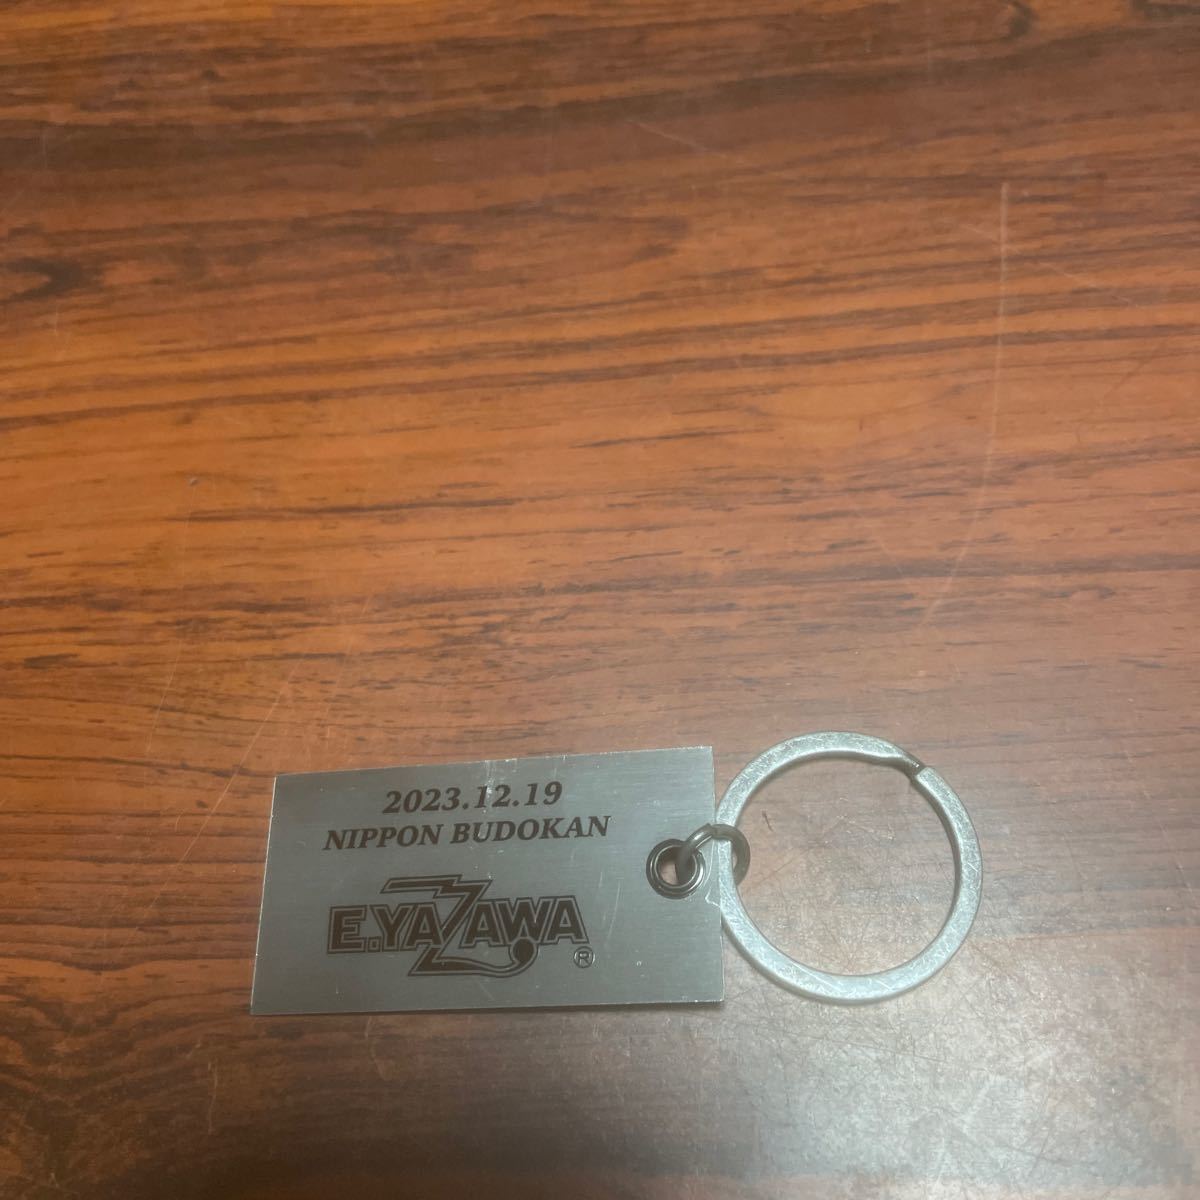 2023.12.19
NIPPON BUDOKAN
E.YAZAWA
®